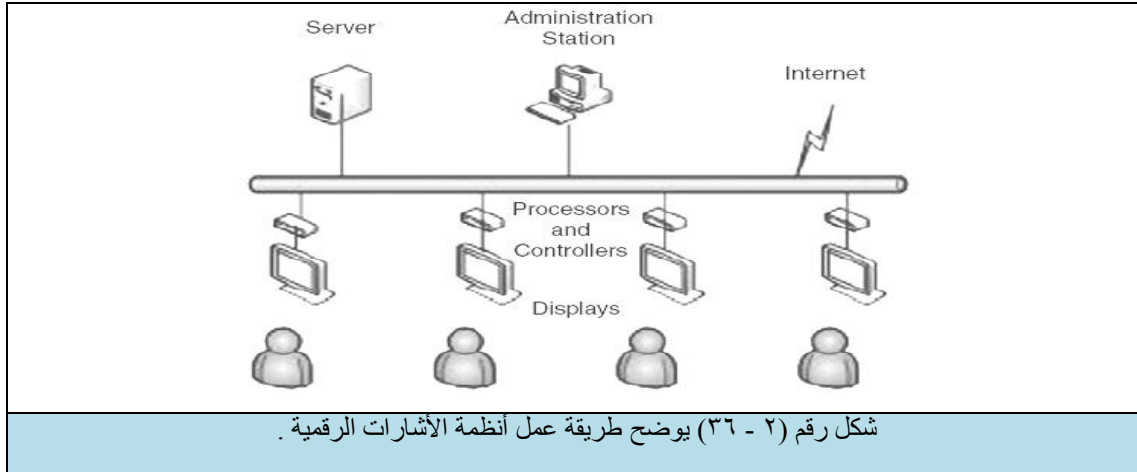 Server
Administration
Station
Internet
Processors
and
Controllers
Displays
شكل رقم (٢ - ٣٦) يوضح طريقة عمل أنظمة الأشارات الرقمية .